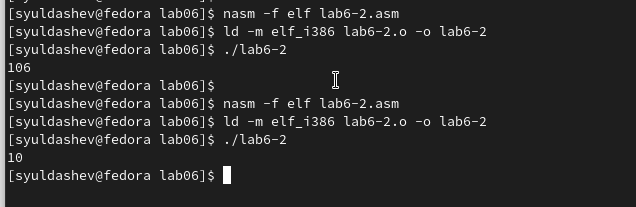 [syuldashev@fedora lab06]$ nasm -f elf lab6-2.asm
[syuldashev@fedora lab06]$ ld -m elf_i386 lab6-2.o -o lab6-2
[syuldashev@fedora lab06]$ ./lab6-2
106
[syuldashev@fedora lab06]$
[syuldashev@fedora lab06]$ nasm -f elf lab6-2.asm
[syuldashev@fedora lab06]$ ld -m elf_i386 lab6-2.o -o lab6-2
[syuldashev@fedora lab06]$ ./lab6-2
10
[syuldashev@fedora lab06]$